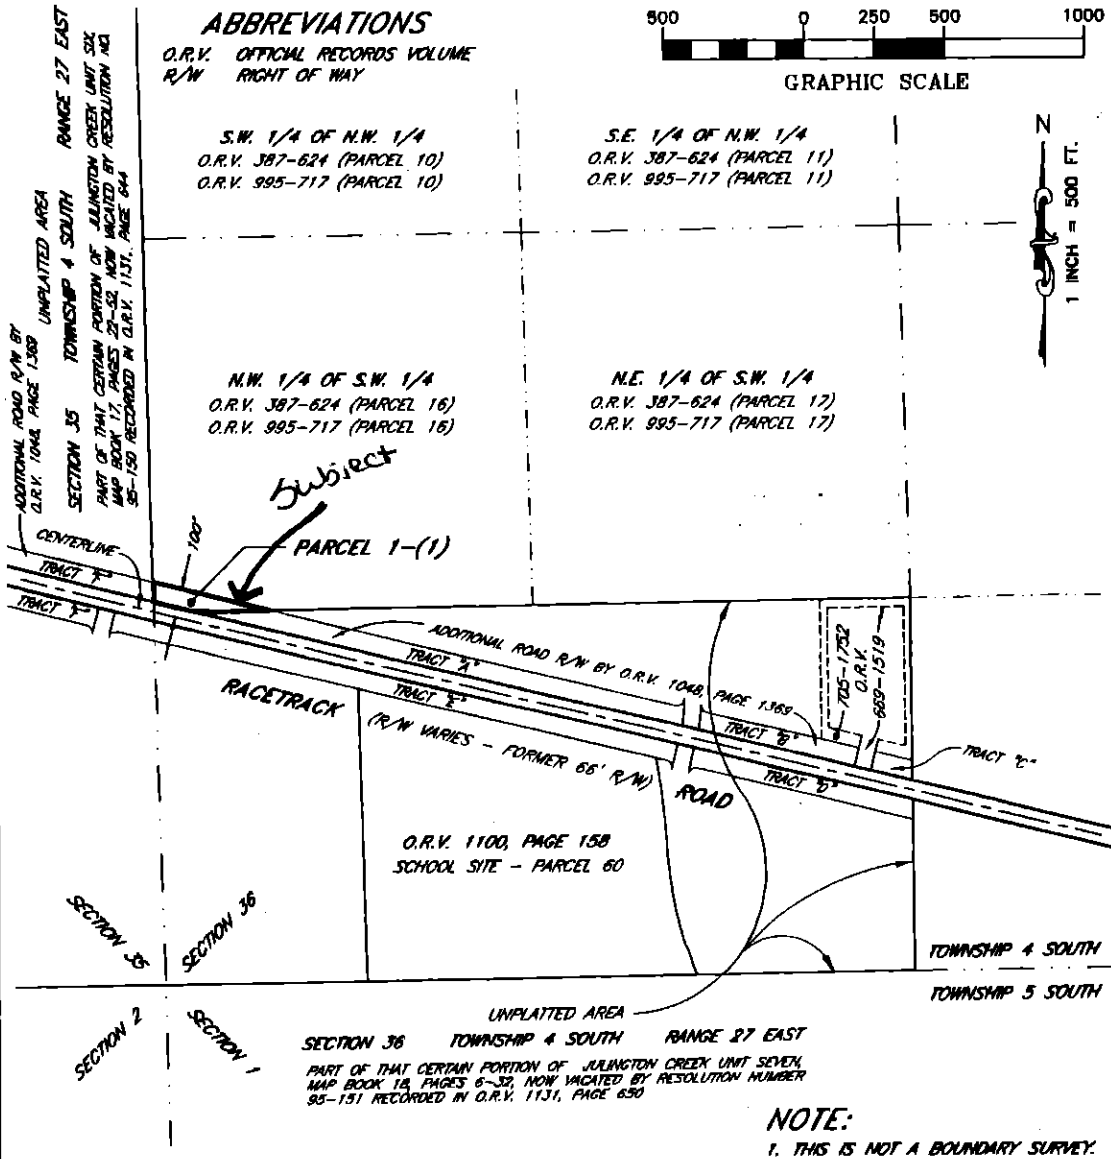 ABBREVIATIONS
O.R.V. OFFICIAL RECORDS VOLUME
R/W RIGHT OF WAY
500 0 250 500 1000
GRAPHIC SCALE
N
1 INCH = 500 FT.
S.W. 1/4 OF N.W. 1/4
O.R.V. 387-624 (PARCEL 10)
O.R.V. 995-717 (PARCEL 10)
S.E. 1/4 OF N.W. 1/4
O.R.V. 387-624 (PARCEL 11)
O.R.V. 995-717 (PARCEL 11)
ADDITIONAL ROAD R/W BY
O.R.V. 1048, PAGE 1369
UNPLATTED AREA
SECTION 35 TOWNSHIP 4 SOUTH RANGE 27 EAST
PART OF THAT CERTAIN PORTION OF JULINGTON CREEK UNIT SIX,
MAP BOOK 17, PAGES 22-52, NOW VACATED BY RESOLUTION NO.
95-150 RECORDED IN O.R.V. 1131, PAGE 644
N.W. 1/4 OF S.W. 1/4
O.R.V. 387-624 (PARCEL 16)
O.R.V. 995-717 (PARCEL 16)
N.E. 1/4 OF S.W. 1/4
O.R.V. 387-624 (PARCEL 17)
O.R.V. 995-717 (PARCEL 17)
Subject
100'
PARCEL 1-(1)
CENTERLINE
TRACT
TRACT
ADDITIONAL ROAD R/W BY O.R.V. 1048, PAGE 1369
TRACT "A"
TRACT "E"
TRACT "B"
TRACT "D"
TRACT "C"
705-1752
O.R.V.
669-1519
RACETRACK (R/W VARIES - FORMER 66' R/W) ROAD
O.R.V. 1100, PAGE 158
SCHOOL SITE - PARCEL 60
SECTION 35
SECTION 36
SECTION 2
SECTION 1
TOWNSHIP 4 SOUTH
TOWNSHIP 5 SOUTH
UNPLATTED AREA
SECTION 36 TOWNSHIP 4 SOUTH RANGE 27 EAST
PART OF THAT CERTAIN PORTION OF JULINGTON CREEK UNIT SEVEN,
MAP BOOK 18, PAGES 6-32, NOW VACATED BY RESOLUTION NUMBER
95-151 RECORDED IN O.R.V. 1131, PAGE 650
NOTE:
1. THIS IS NOT A BOUNDARY SURVEY.